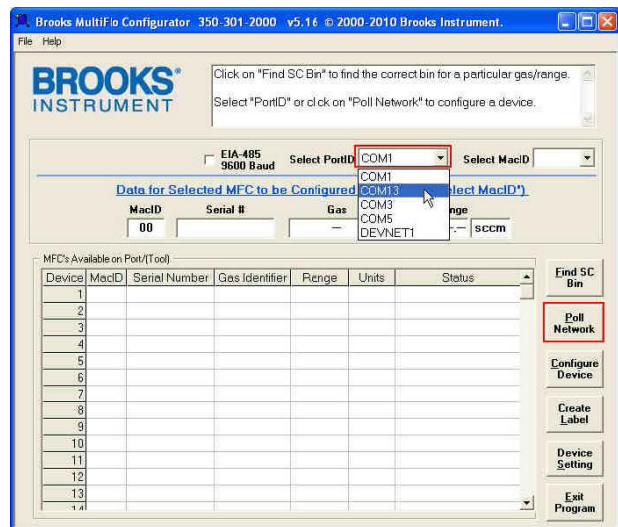 Brooks MultiFlo Configurator 350-301-2000 v5.16 © 2000-2010 Brooks Instrument.
File Help
BROOKS®
INSTRUMENT
Click on "Find SC Bin" to find the correct bin for a particular gas/range.
Select "PortID" or click on "Poll Network" to configure a device.
EIA-485
9600 Baud
Select PortID COM1
Select MacID
COM1
COM13
COM3
COM5
DEVNET1
Data for Selected MFC to be Configured elect MacID")
MacID Serial # Gas nge
00 — -.— sccm
MFC's Available on Port/(Tool)
Device MacID Serial Number Gas Identifier Range Units Status
1
2
3
4
5
6
7
8
9
10
11
12
13
14
Find SC
Bin
Poll
Network
Configure
Device
Create
Label
Device
Setting
Exit
Program